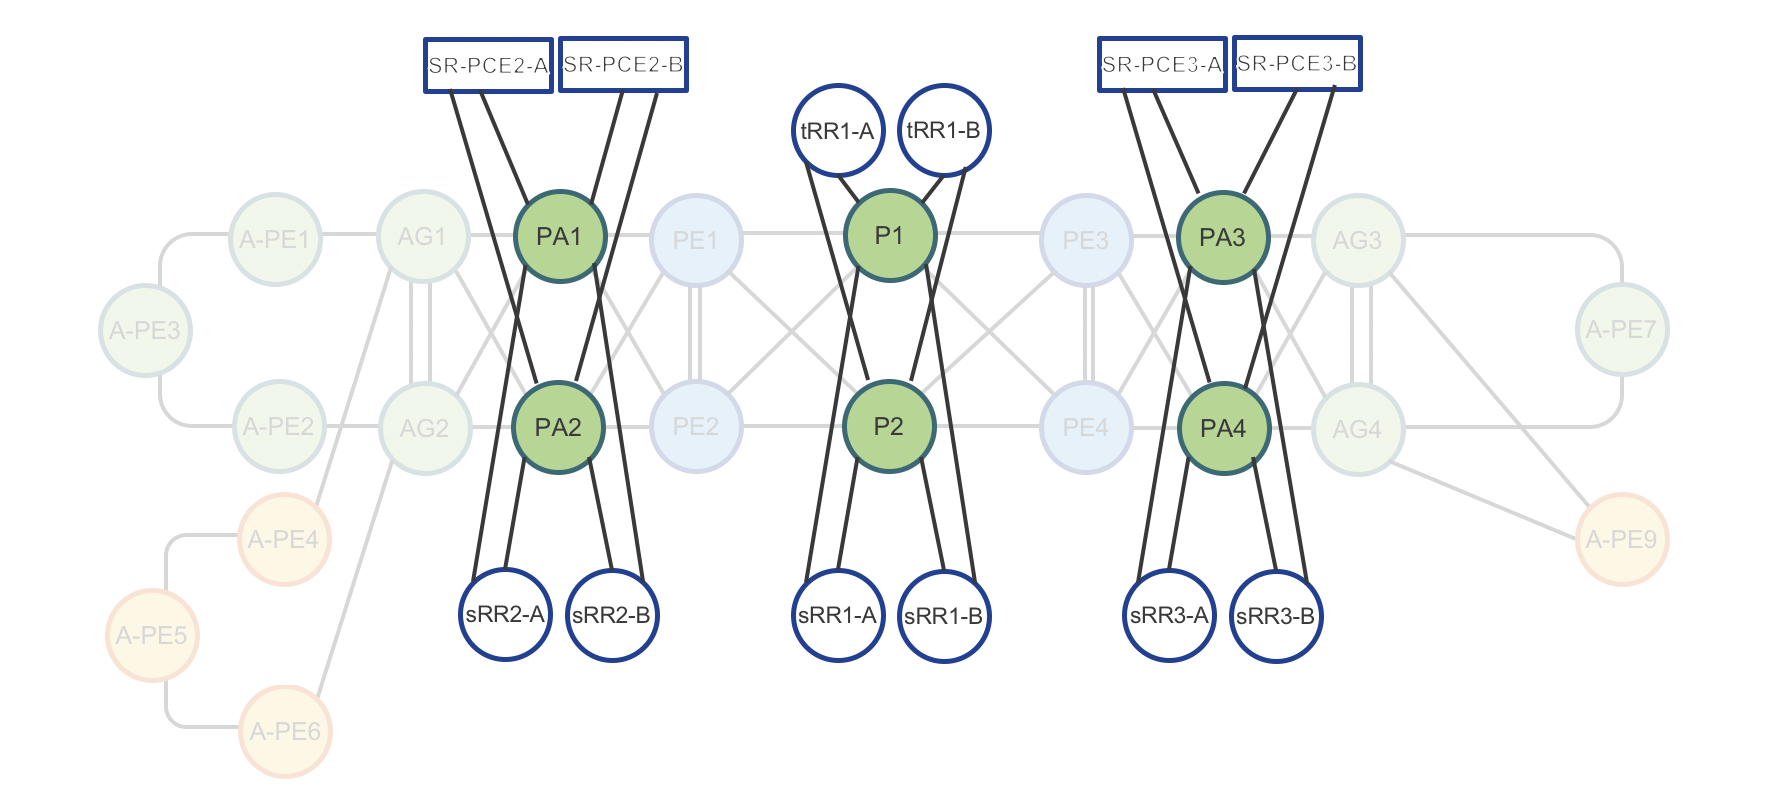 SR-PCE2-A
SR-PCE2-B
SR-PCE3-A
SR-PCE3-B
tRR1-A
tRR1-B
A-PE1
AG1
PA1
PE1
P1
PE3
PA3
AG3
A-PE3
A-PE7
A-PE2
AG2
PA2
PE2
P2
PE4
PA4
AG4
A-PE4
A-PE9
A-PE5
sRR2-A
sRR2-B
sRR1-A
sRR1-B
sRR3-A
sRR3-B
A-PE6